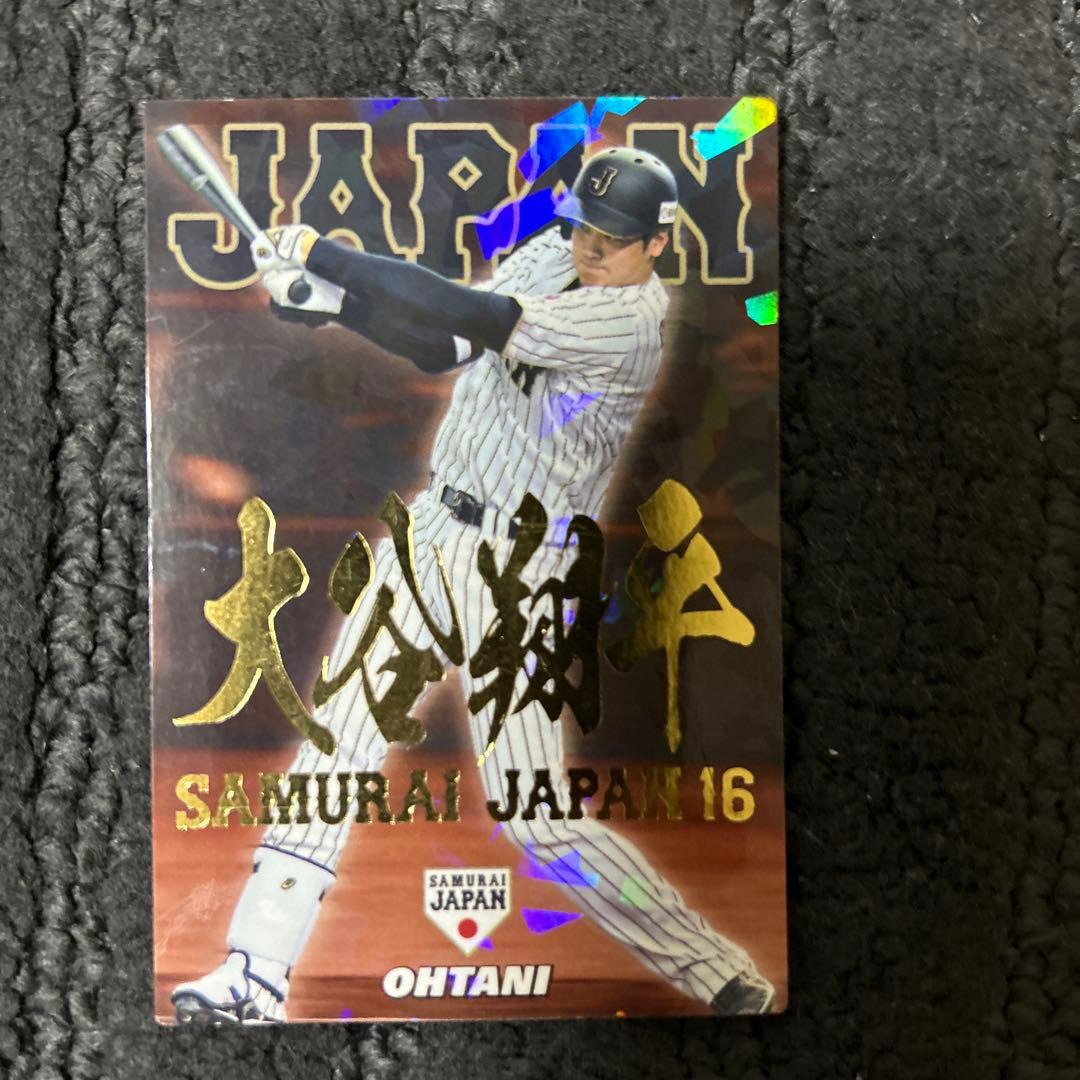 JAPAN
J
大谷翔平
SAMURAI JAPAN 16
SAMURAI
JAPAN
OHTANI